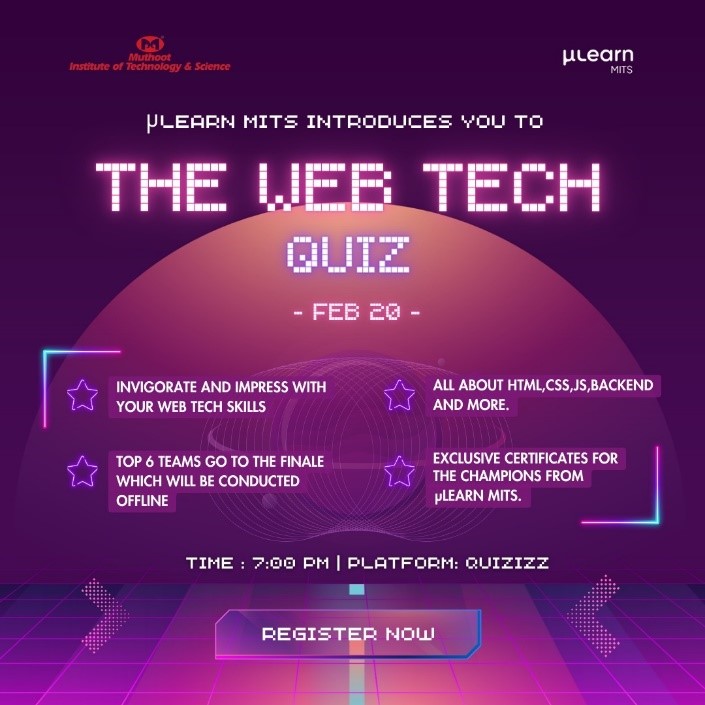 Muthoot
Institute of Technology & Science
µLearn
MITS
µLEARN MITS INTRODUCES YOU TO
THE WEB TECH
QUIZ
- FEB 20 -
INVIGORATE AND IMPRESS WITH
YOUR WEB TECH SKILLS
ALL ABOUT HTML,CSS,JS,BACKEND
AND MORE.
TOP 6 TEAMS GO TO THE FINALE
WHICH WILL BE CONDUCTED
OFFLINE
EXCLUSIVE CERTIFICATES FOR
THE CHAMPIONS FROM
µLEARN MITS.
TIME : 7:00 PM | PLATFORM: QUIZIZZ
REGISTER NOW